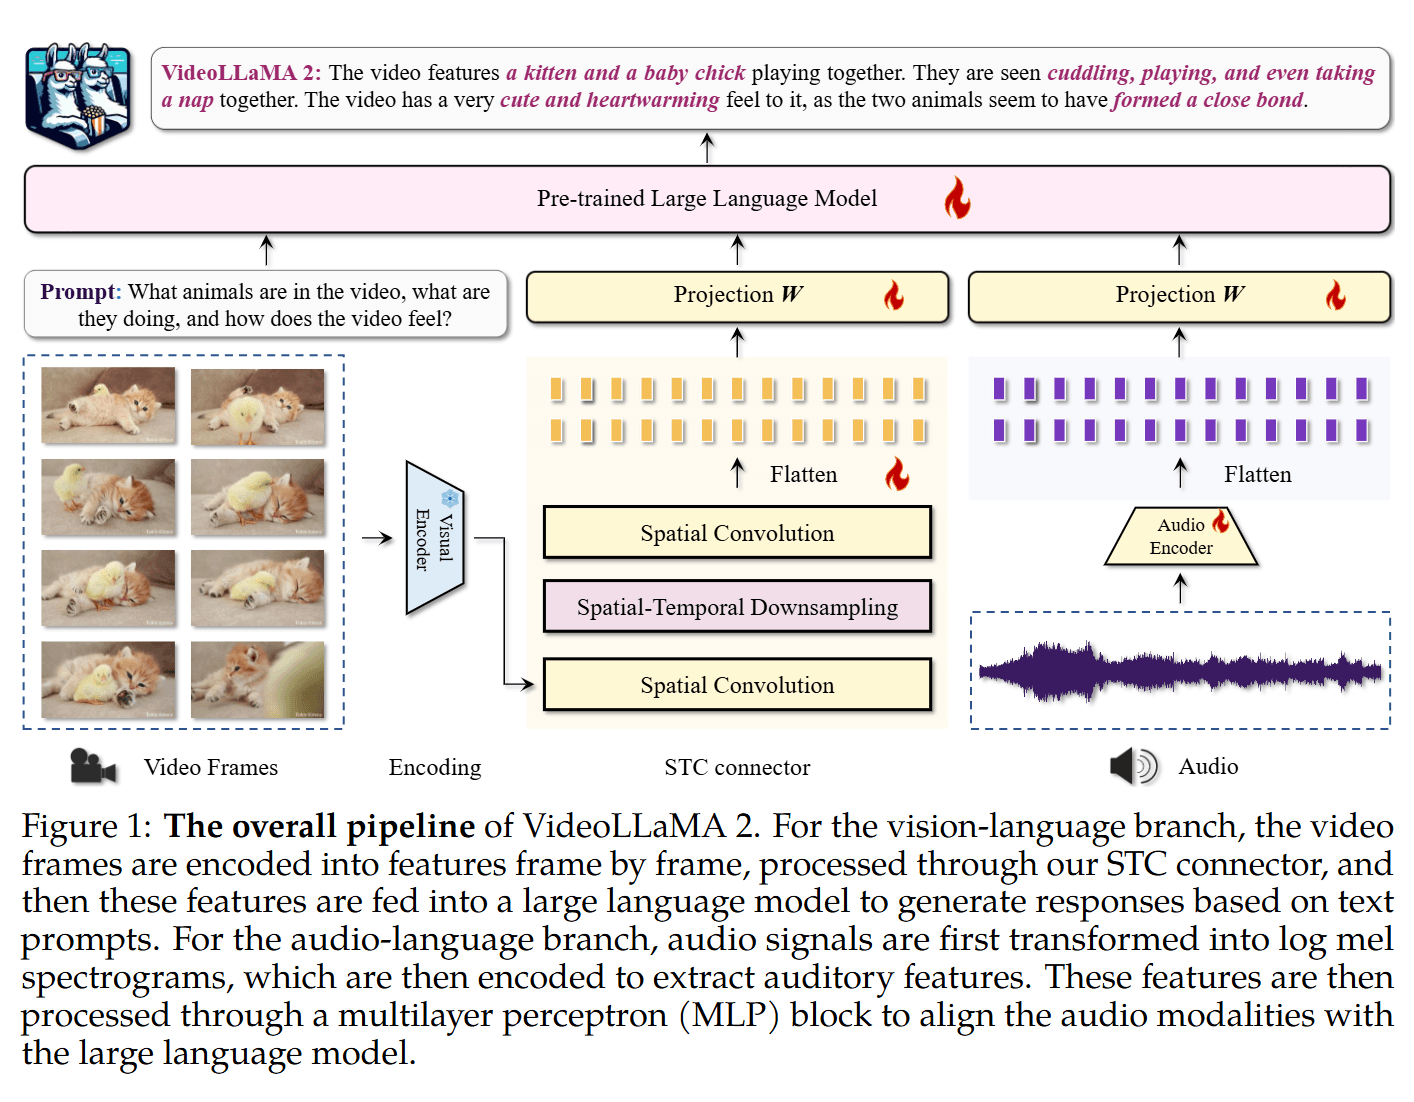 VideoLLaMA 2: The video features a kitten and a baby chick playing together. They are seen cuddling, playing, and even taking
a nap together. The video has a very cute and heartwarming feel to it, as the two animals seem to have formed a close bond.
Pre-trained Large Language Model
Prompt: What animals are in the video, what are
they doing, and how does the video feel?
Projection W
Projection W
Flatten
Flatten
Visual
Encoder
Spatial Convolution
Spatial-Temporal Downsampling
Spatial Convolution
Audio
Encoder
Video Frames
Encoding
STC connector
Audio
Figure 1: The overall pipeline of VideoLLaMA 2. For the vision-language branch, the video
frames are encoded into features frame by frame, processed through our STC connector, and
then these features are fed into a large language model to generate responses based on text
prompts. For the audio-language branch, audio signals are first transformed into log mel
spectrograms, which are then encoded to extract auditory features. These features are then
processed through a multilayer perceptron (MLP) block to align the audio modalities with
the large language model.